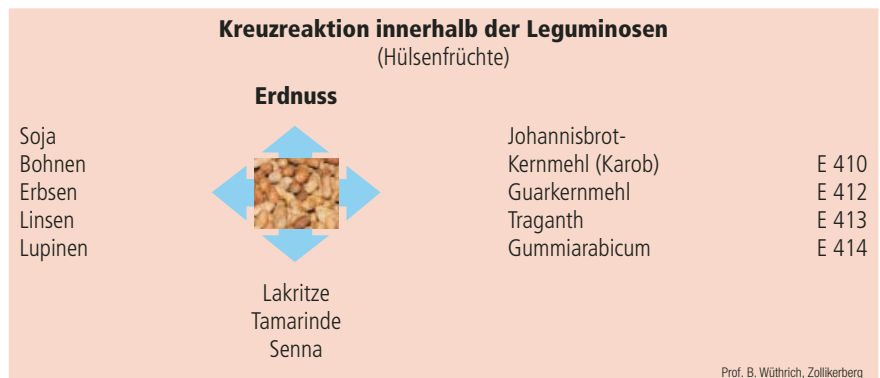 Kreuzreaktion innerhalb der Leguminosen
(Hülsenfrüchte)
Erdnuss
Soja
Bohnen
Erbsen
Linsen
Lupinen
Johannisbrot-
Kernmehl (Karob) E 410
Guarkernmehl E 412
Traganth E 413
Gummiarabicum E 414
Lakritze
Tamarinde
Senna
Prof. B. Wüthrich, Zollikerberg